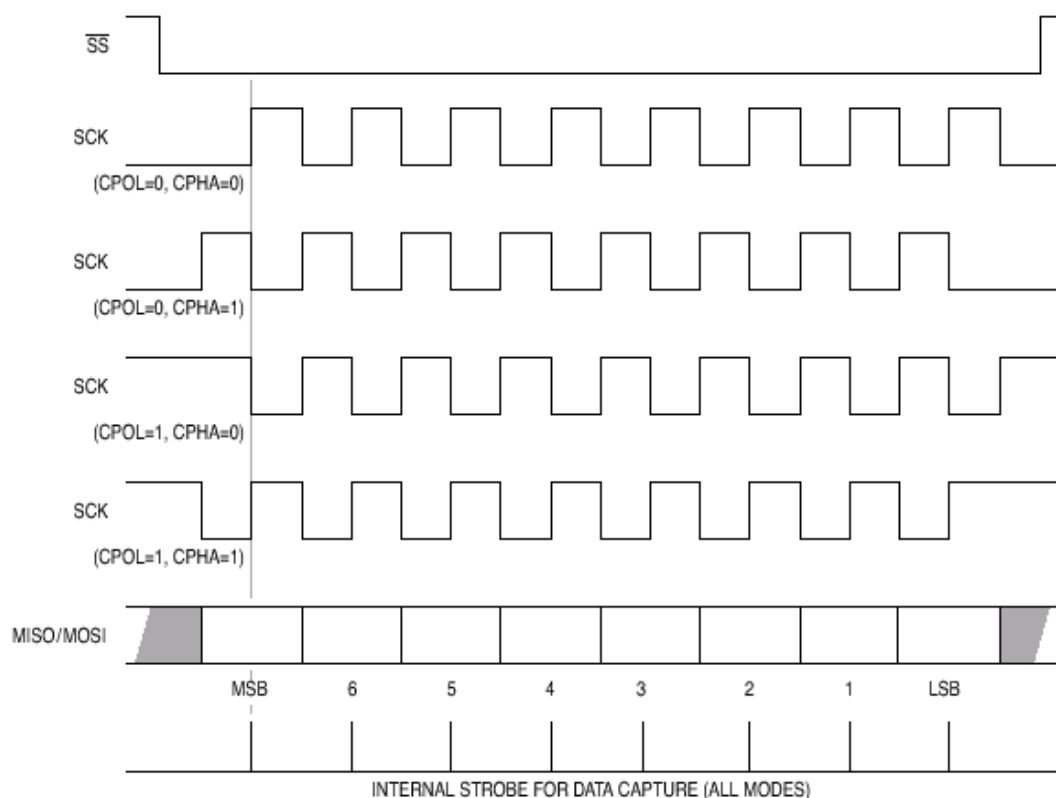 SS
SCK
(CPOL=0, CPHA=0)
SCK
(CPOL=0, CPHA=1)
SCK
(CPOL=1, CPHA=0)
SCK
(CPOL=1, CPHA=1)
MISO/MOSI
MSB 6 5 4 3 2 1 LSB
INTERNAL STROBE FOR DATA CAPTURE (ALL MODES)